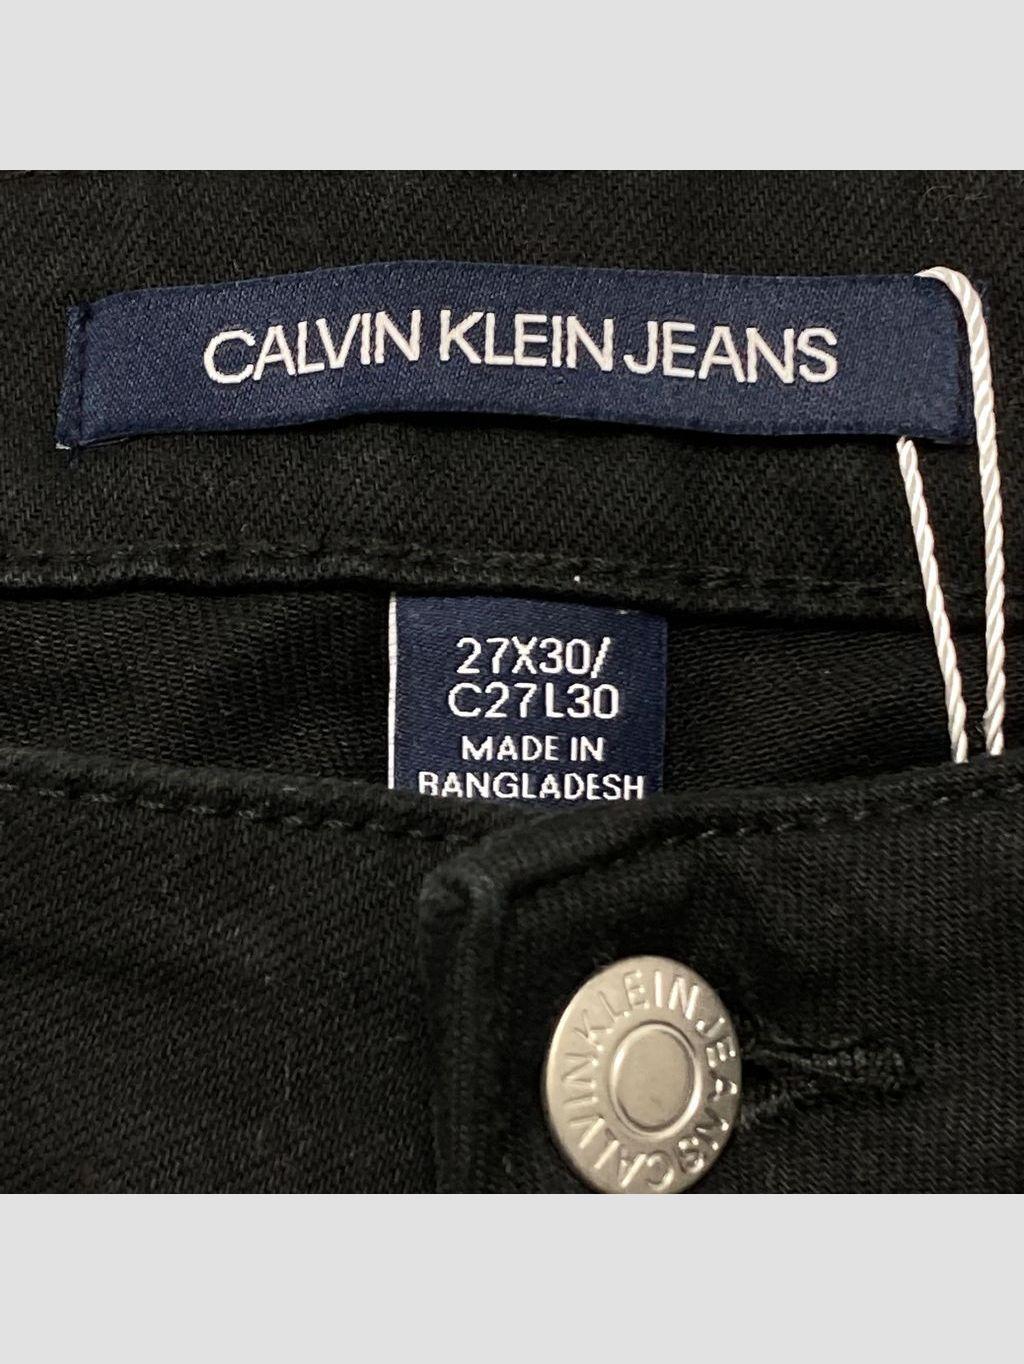 CALVIN KLEIN JEANS
27X30/
C27L30
MADE IN
BANGLADESH
CALVIN KLEIN JEANS